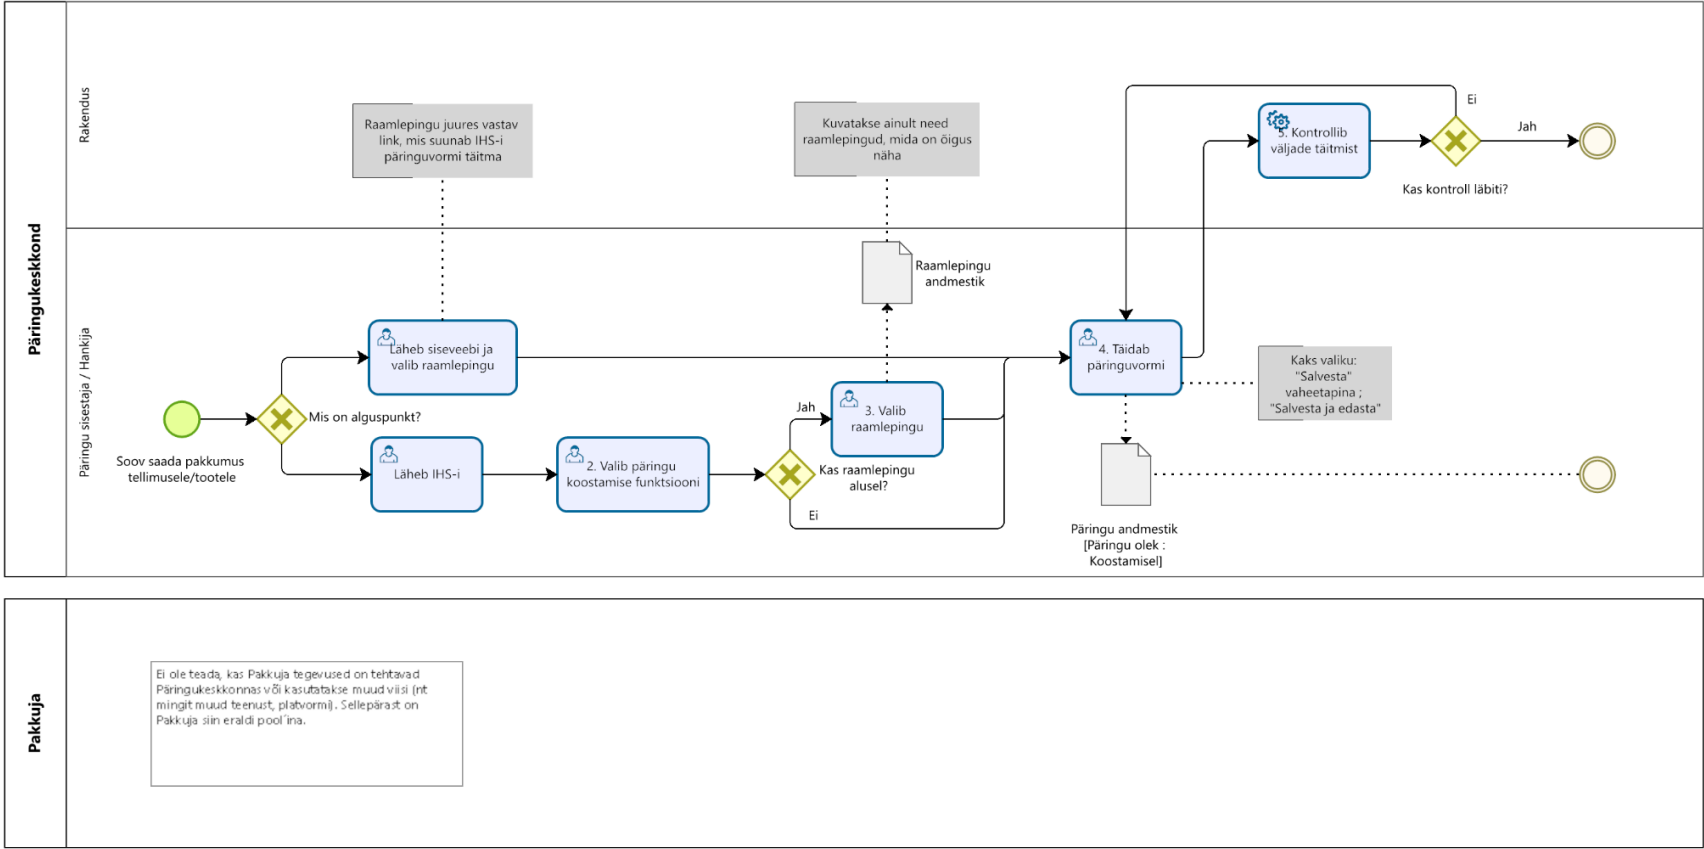 Päringukeskkond
Rakendus
Raamlepingu juures vastav
link, mis suunab IHS-i
päringuvormi täitma
Kuvatakse ainult need
raamlepingud, mida on õigus
näha
5. Kontrollib
väljade täitmist
Ei
Jah
Kas kontroll läbiti?
Päringu sisestaja / Hankija
Raamlepingu
andmestik
Läheb siseveebi ja
valib raamlepingu
4. Täidab
päringuvormi
Kaks valiku:
"Salvesta"
vaheetapina ;
"Salvesta ja edasta"
Mis on alguspunkt?
Soov saada pakkumus
tellimusele/tootele
Läheb IHS-i
2. Valib päringu
koostamise funktsiooni
Jah
3. Valib
raamlepingu
Kas raamlepingu
alusel?
Ei
Päringu andmestik
[Päringu olek :
Koostamisel]
Pakkuja
Ei ole teada, kas Pakkuja tegevused on tehtavad
Päringukeskkonnas või kasutatakse muud viisi (nt
mingit muud teenust, platvormi). Sellepärast on
Pakkuja siin eraldi pool´ina.